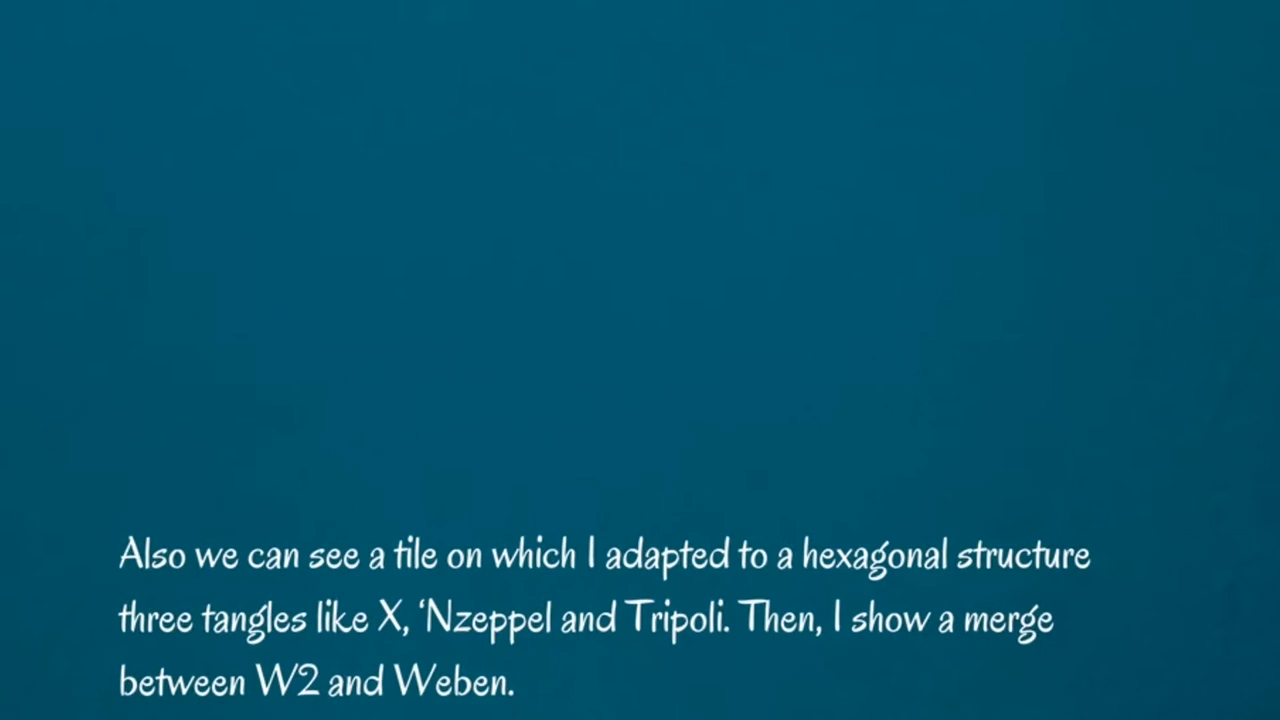 Also we can see a tile on which I adapted to a hexagonal structure
three tangles like X, ‘Nzeppel and Tripoli. Then, I show a merge
between W2 and Weben.